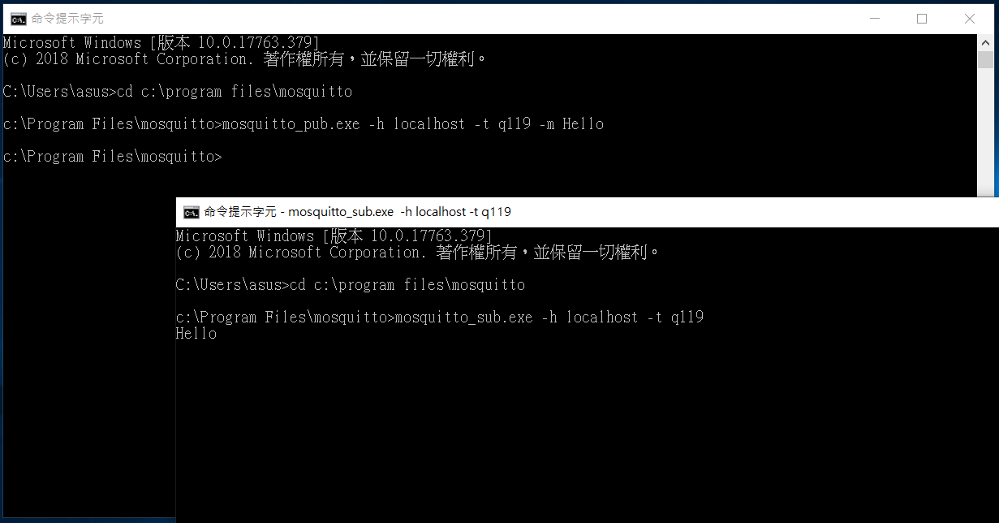 命令提示字元
Microsoft Windows [版本 10.0.17763.379]
(c) 2018 Microsoft Corporation. 著作權所有，並保留一切權利。
C:\Users\asus>cd c:\program files\mosquitto
c:\Program Files\mosquitto>mosquitto_pub.exe -h localhost -t q119 -m Hello
c:\Program Files\mosquitto>
命令提示字元 - mosquitto_sub.exe  -h localhost -t q119
Microsoft Windows [版本 10.0.17763.379]
(c) 2018 Microsoft Corporation. 著作權所有，並保留一切權利。
C:\Users\asus>cd c:\program files\mosquitto
c:\Program Files\mosquitto>mosquitto_sub.exe -h localhost -t q119
Hello